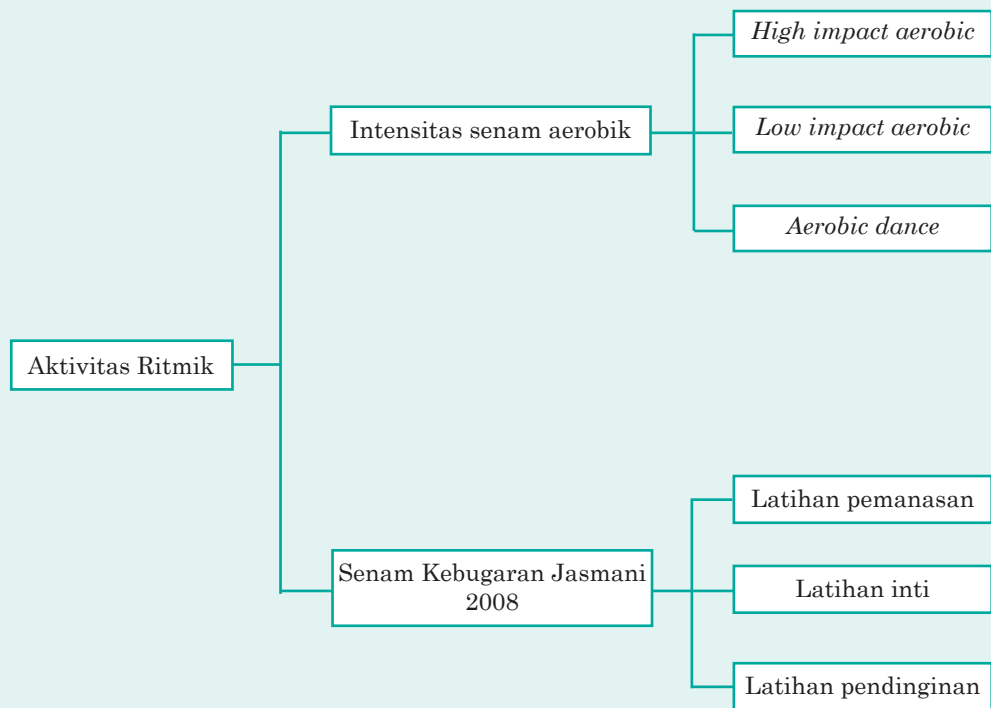 High impact aerobic
Intensitas senam aerobik
Low impact aerobic
Aerobic dance
Aktivitas Ritmik
Latihan pemanasan
Senam Kebugaran Jasmani
2008
Latihan inti
Latihan pendinginan